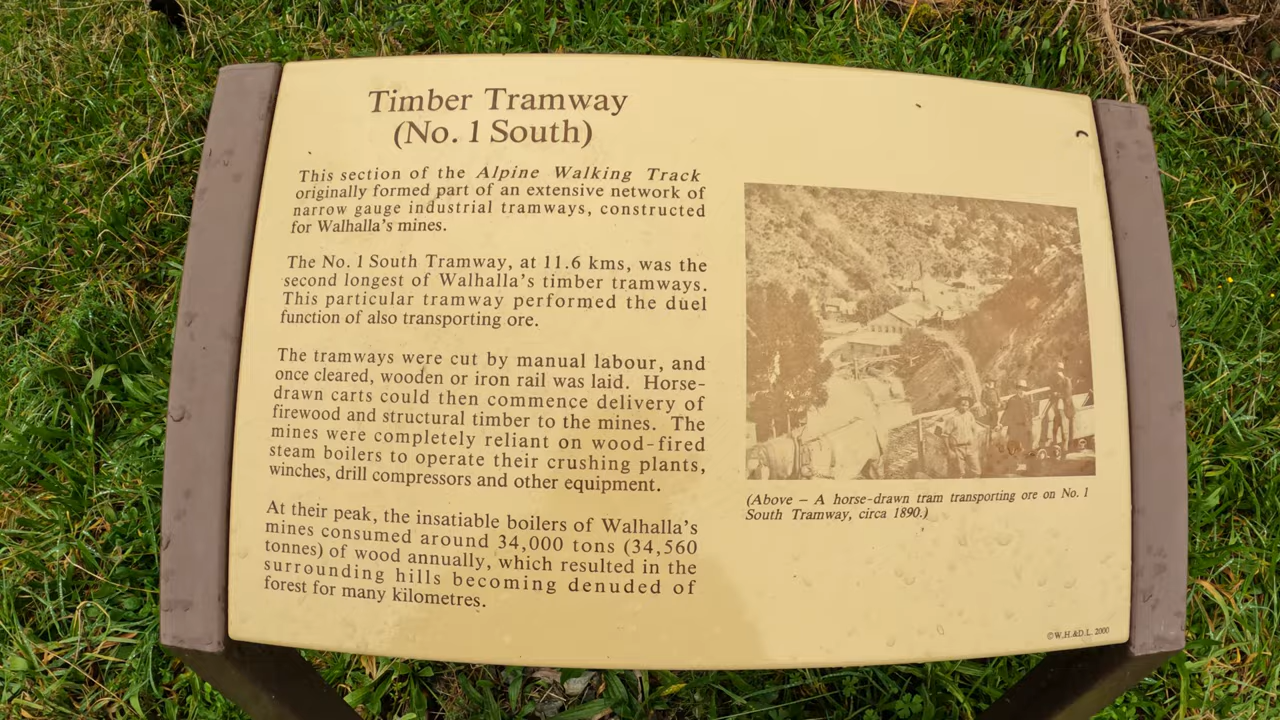 Timber Tramway
(No. 1 South)
This section of the Alpine Walking Track
originally formed part of an extensive network of
narrow gauge industrial tramways, constructed
for Walhalla's mines.
The No. 1 South Tramway, at 11.6 kms, was the
second longest of Walhalla's timber tramways.
This particular tramway performed the duel
function of also transporting ore.
The tramways were cut by manual labour, and
once cleared, wooden or iron rail was laid. Horse-
drawn carts could then commence delivery of
firewood and structural timber to the mines. The
mines were completely reliant on wood-fired
steam boilers to operate their crushing plants,
winches, drill compressors and other equipment.
At their peak, the insatiable boilers of Walhalla's
mines consumed around 34,000 tons (34,560
tonnes) of wood annually, which resulted in the
surrounding hills becoming denuded of
forest for many kilometres.
(Above – A horse-drawn tram transporting ore on No. 1
South Tramway, circa 1890.)
©W.H.&D.L. 2000